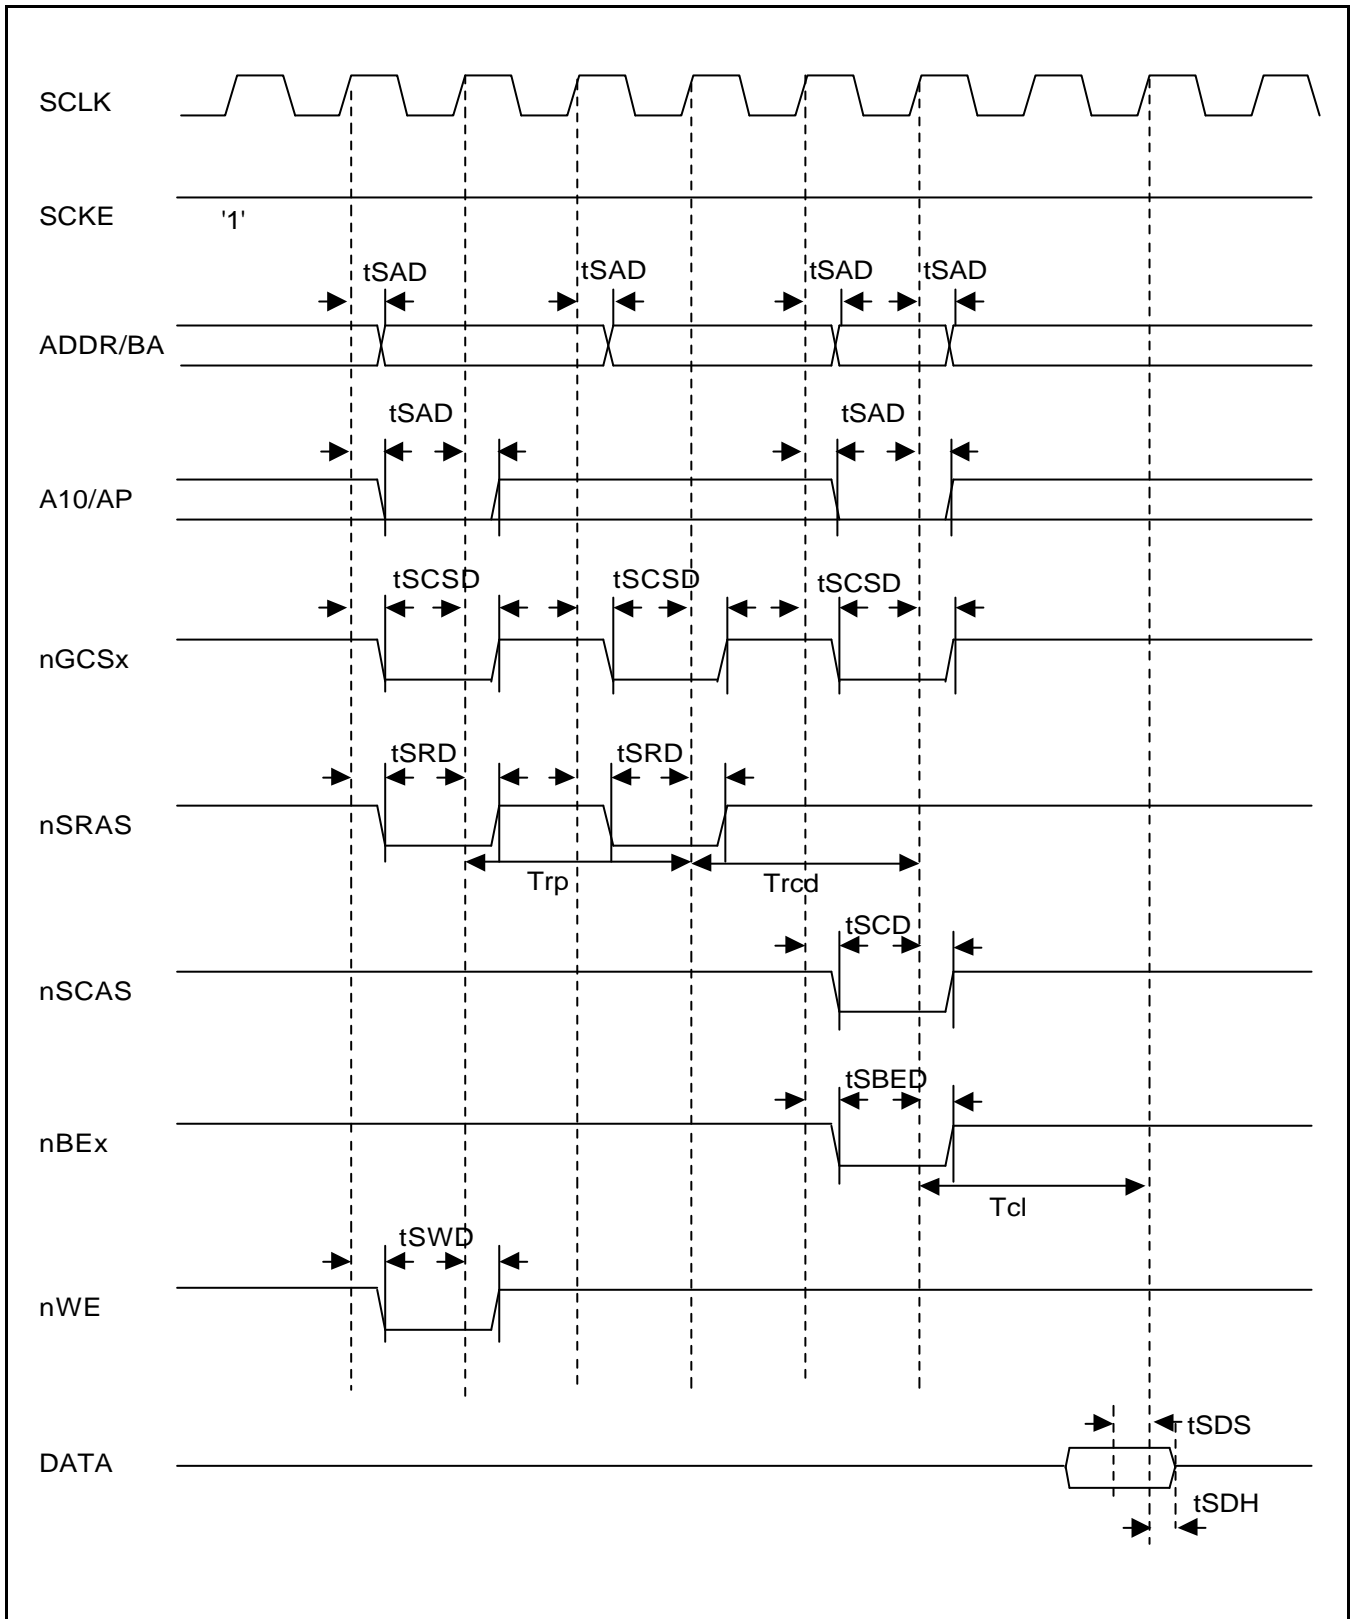 SCLK
SCKE
'1'
tSAD tSAD tSAD tSAD
ADDR/BA
tSAD tSAD
A10/AP
tSCSD tSCSD tSCSD
nGCSx
tSRD tSRD
nSRAS
Trp Trcd
tSCD
nSCAS
tSBED
nBEx
Tcl
tSWD
nWE
tSDS
DATA
tSDH